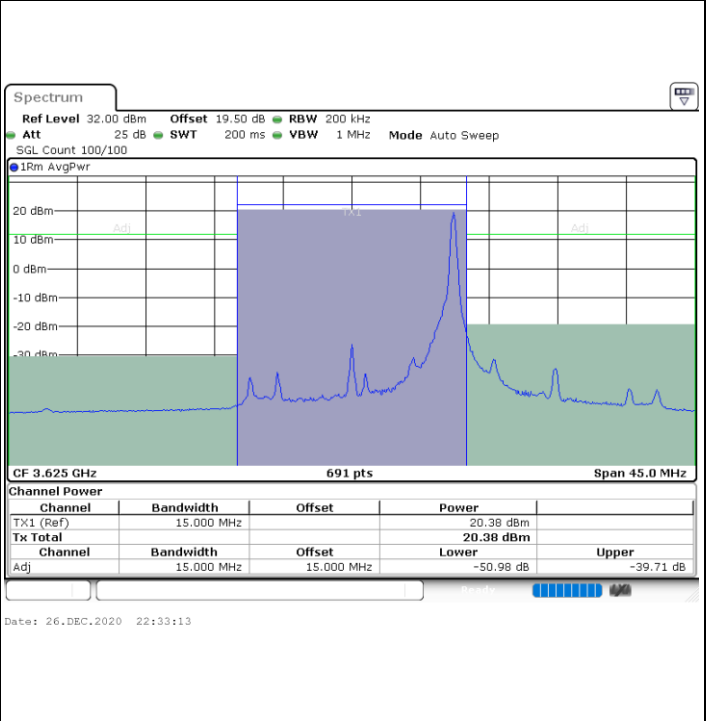 Spectrum
Ref Level 32.00 dBm Offset 19.50 dB RBW 200 kHz
Att 25 dB SWT 200 ms VBW 1 MHz Mode Auto Sweep
SGL Count 100/100
1Rm AvgPwr
20 dBm
TX1
Adj
Adj
10 dBm
0 dBm
-10 dBm
-20 dBm
-30 dBm
CF 3.625 GHz 691 pts Span 45.0 MHz
Channel Power
Channel Bandwidth Offset Power
TX1 (Ref) 15.000 MHz 20.38 dBm
Tx Total 20.38 dBm
Channel Bandwidth Offset Lower Upper
Adj 15.000 MHz 15.000 MHz -50.98 dB -39.71 dB
Ready
Date: 26.DEC.2020 22:33:13